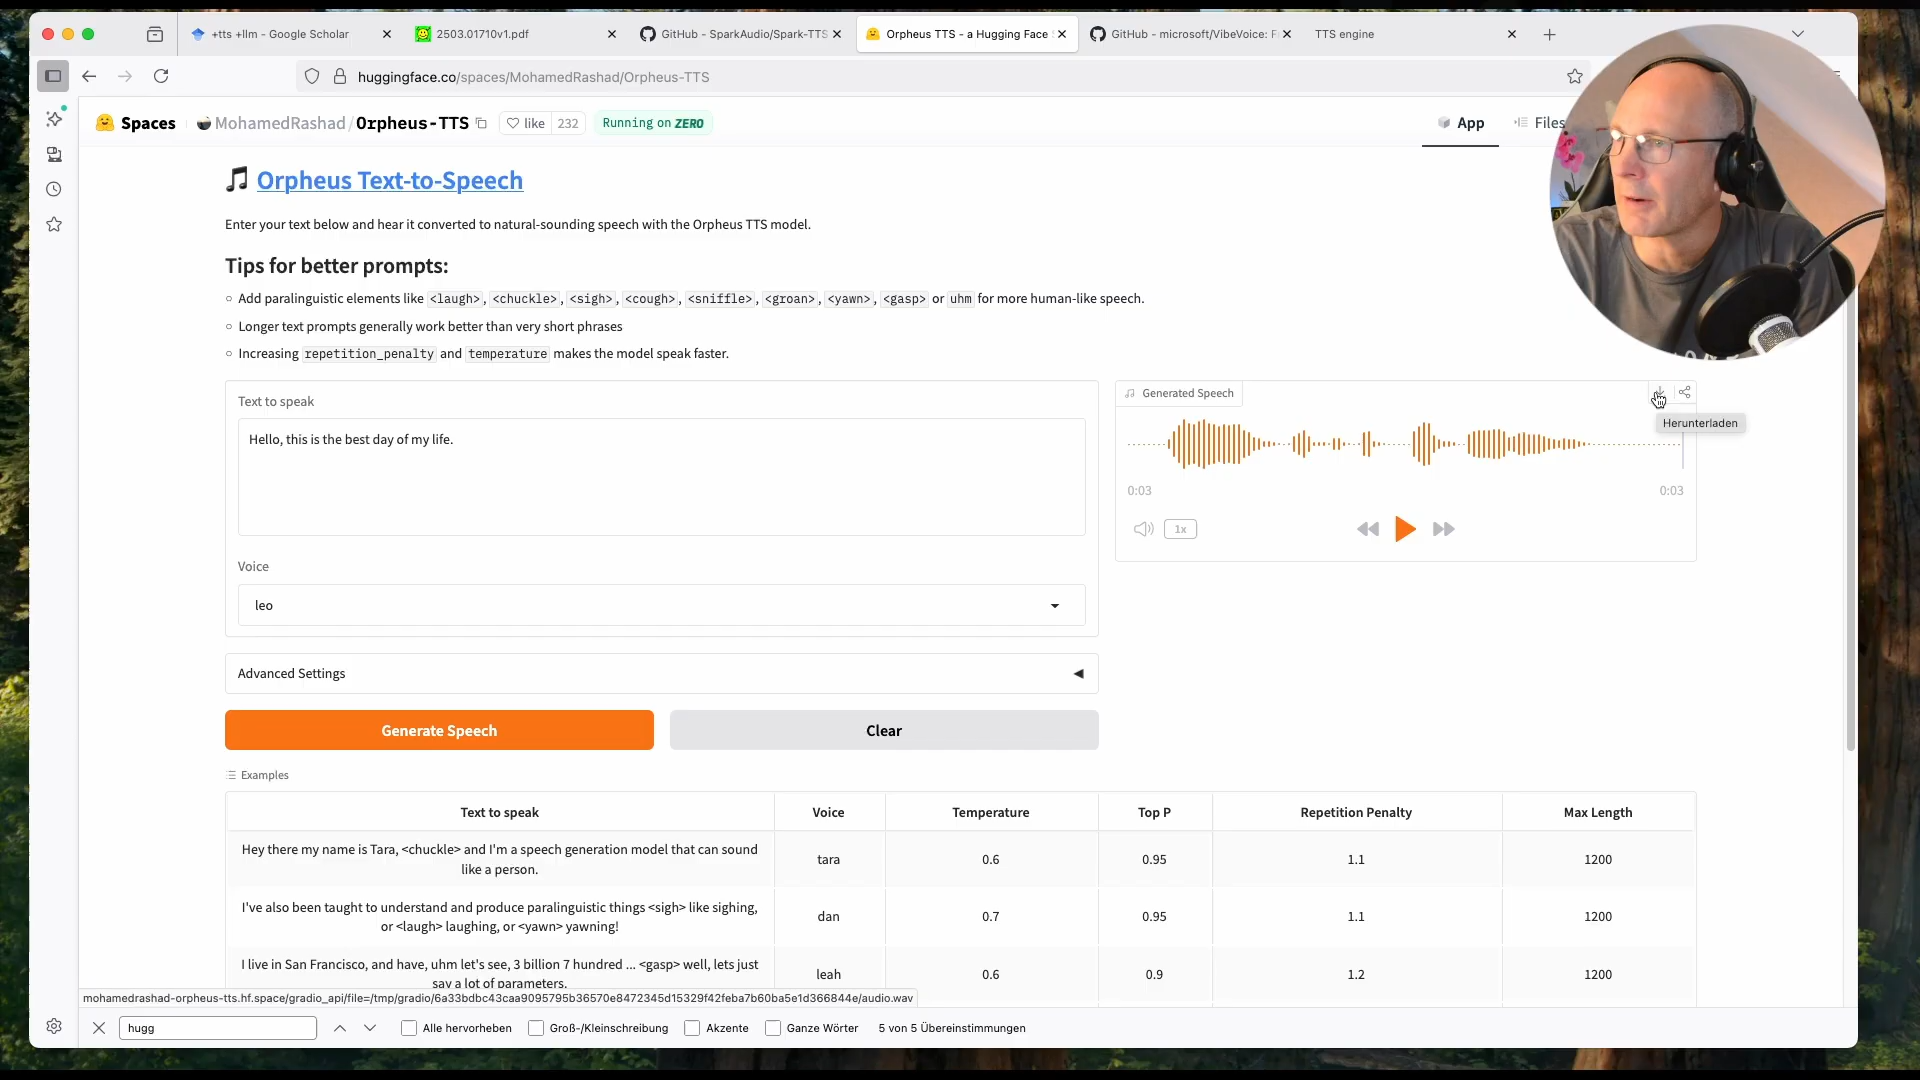 +tts +llm - Google Scholar
2503.01710v1.pdf
GitHub - SparkAudio/Spark-TTS
Orpheus TTS - a Hugging Face
GitHub - microsoft/VibeVoice: F
TTS engine
huggingface.co/spaces/MohamedRashad/Orpheus-TTS
Spaces
MohamedRashad/Orpheus-TTS
like 232
Running on ZERO
App
Files
Orpheus Text-to-Speech
Enter your text below and hear it converted to natural-sounding speech with the Orpheus TTS model.
Tips for better prompts:
Add paralinguistic elements like <laugh>, <chuckle>, <sigh>, <cough>, <sniffle>, <groan>, <yawn>, <gasp> or uhm for more human-like speech.
Longer text prompts generally work better than very short phrases
Increasing repetition_penalty and temperature makes the model speak faster.
Text to speak
Hello, this is the best day of my life.
Voice
leo
Advanced Settings
Generate Speech
Clear
Generated Speech
Herunterladen
0:03
0:03
1x
Examples
Text to speak Voice Temperature Top P Repetition Penalty Max Length
Hey there my name is Tara, <chuckle> and I'm a speech generation model that can sound
like a person.
tara 0.6 0.95 1.1 1200
I've also been taught to understand and produce paralinguistic things <sigh> like sighing,
or <laugh> laughing, or <yawn> yawning!
dan 0.7 0.95 1.1 1200
I live in San Francisco, and have, uhm let's see, 3 billion 7 hundred ... <gasp> well, lets just
say a lot of parameters.
leah 0.6 0.9 1.2 1200
mohamedrashad-orpheus-tts.hf.space/gradio_api/file=/tmp/gradio/6a33bdbc43caa9095795b36570e8472345d15329f42feba7b60ba5e1d366844e/audio.wav
hugg
Alle hervorheben
Groß-/Kleinschreibung
Akzente
Ganze Wörter
5 von 5 Übereinstimmungen